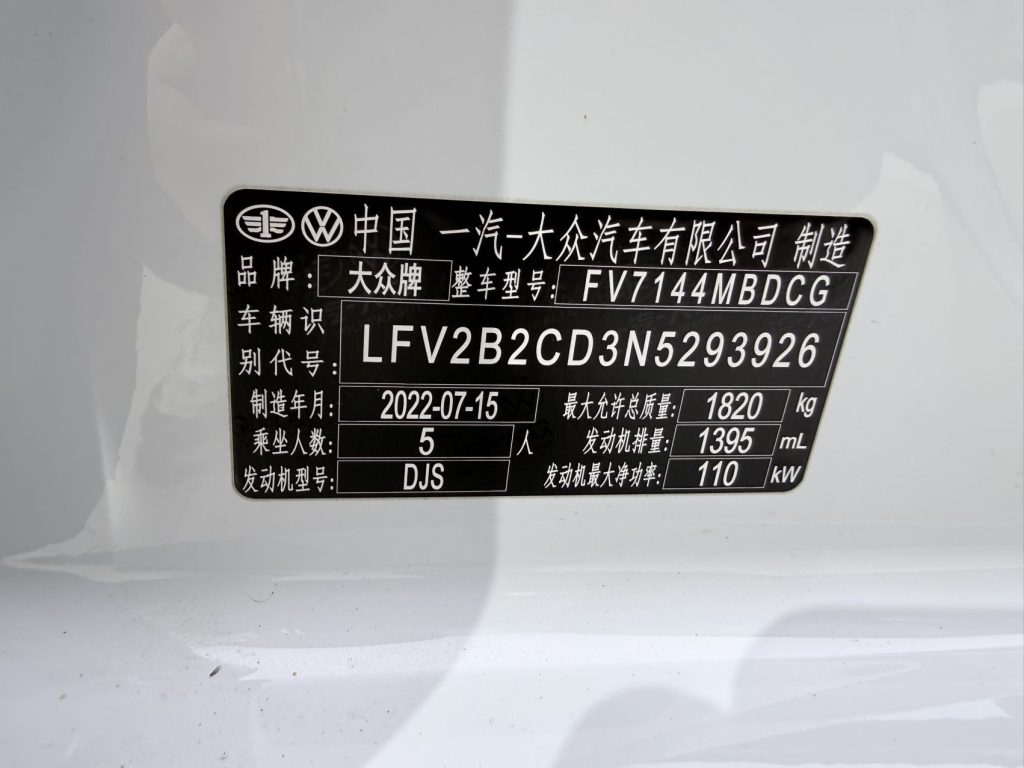 中国 一汽-大众汽车有限公司 制造
品牌: 大众牌 整车型号: FV7144MBDCG
车辆识别代号: LFV2B2CD3N5293926
制造年月: 2022-07-15 最大允许总质量: 1820 kg
乘坐人数: 5 人 发动机排量: 1395 mL
发动机型号: DJS 发动机最大净功率: 110 kW